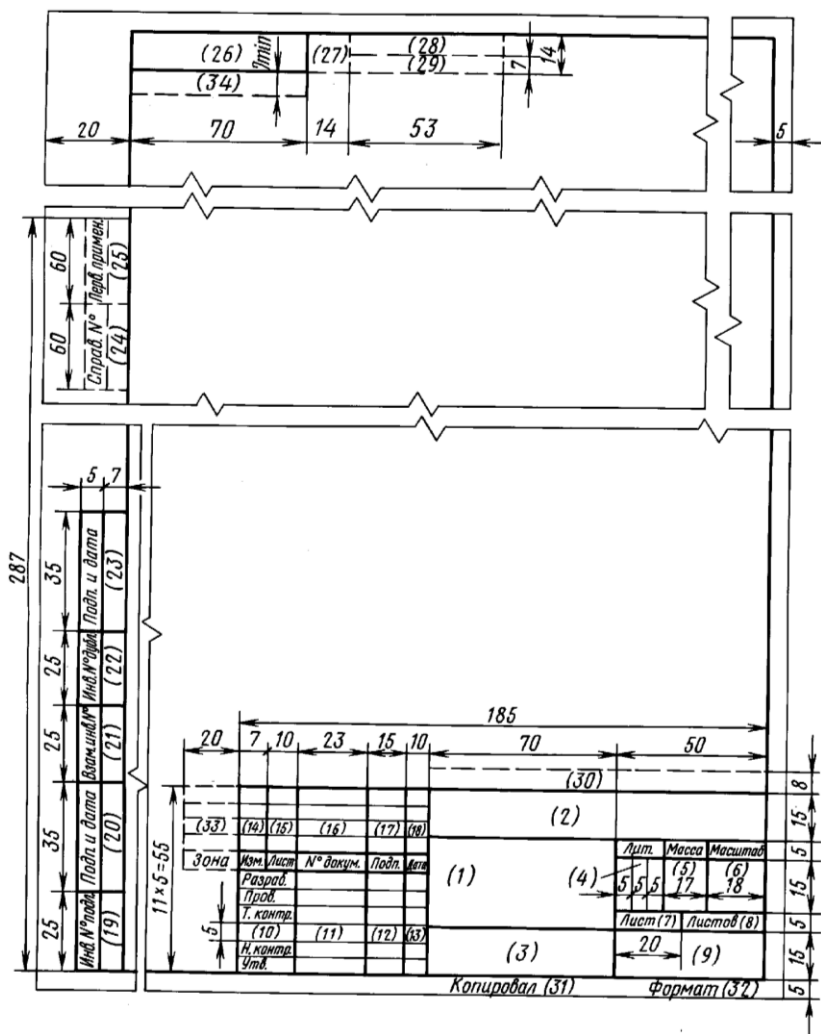 (26) 2min (27) (28) 14
(34) (29) 7
20 70 14 53 5
287
60 Перв. примен. (25)
60 Справ. № (24)
5 7
35 Подп. и дата (23)
25 Инв. № дубл. (22)
25 Взам. инв. № (21)
35 Подп. и дата (20)
25 Инв. № подл. (19)
185
20 7 10 23 15 10 70 50
(30) 8
(2) 15
(33) (14) (15) (16) (17) (18)
Лит. Масса Масштаб 5
Зона Изм. Лист № докум. Подп. Дата (1) (4) (5) (6)
5 5 5 17 18 15
11×5=55
Разраб.
Пров.
Т. контр. Лист (7) Листов (8) 5
5 (10) (11) (12) (13) 20
Н. контр. (3) (9) 15
Утв.
Копировал (31) Формат (32) 5